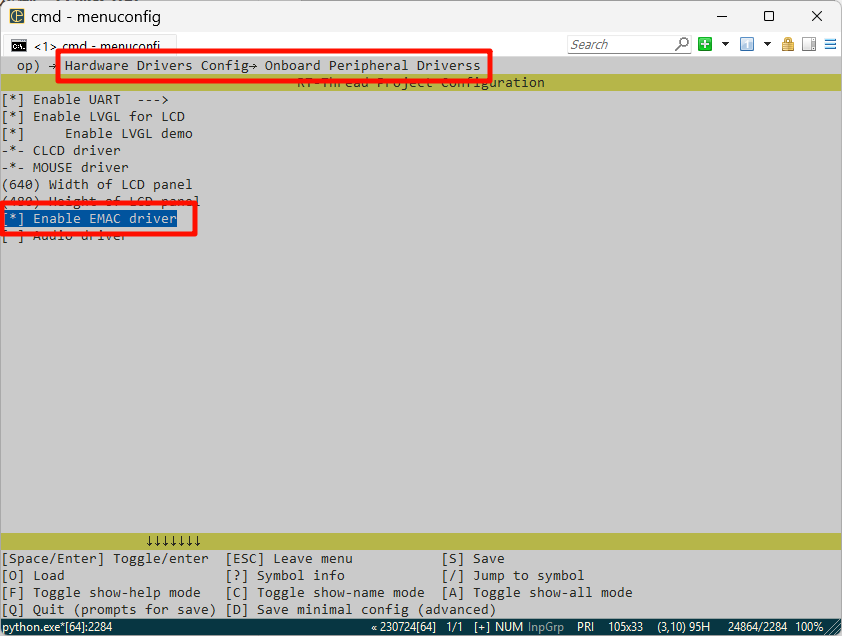 cmd - menuconfig
<1> cmd - menuconfi
Search
op) → Hardware Drivers Config→ Onboard Peripheral Driverss
RT-Thread Project Configuration
[*] Enable UART  --->
[*] Enable LVGL for LCD
[*]     Enable LVGL demo
-*- CLCD driver
-*- MOUSE driver
(640) Width of LCD panel
(480) Height of LCD panel
[*] Enable EMAC driver
[ ] Audio driver
↓↓↓↓↓↓↓
[Space/Enter] Toggle/enter  [ESC] Leave menu           [S] Save
[O] Load                    [?] Symbol info            [/] Jump to symbol
[F] Toggle show-help mode   [C] Toggle show-name mode  [A] Toggle show-all mode
[Q] Quit (prompts for save) [D] Save minimal config (advanced)
python.exe*[64]:2284 « 230724[64] 1/1 [+] NUM InpGrp PRI 105x33 (3,10) 95H 24864/2284 100%